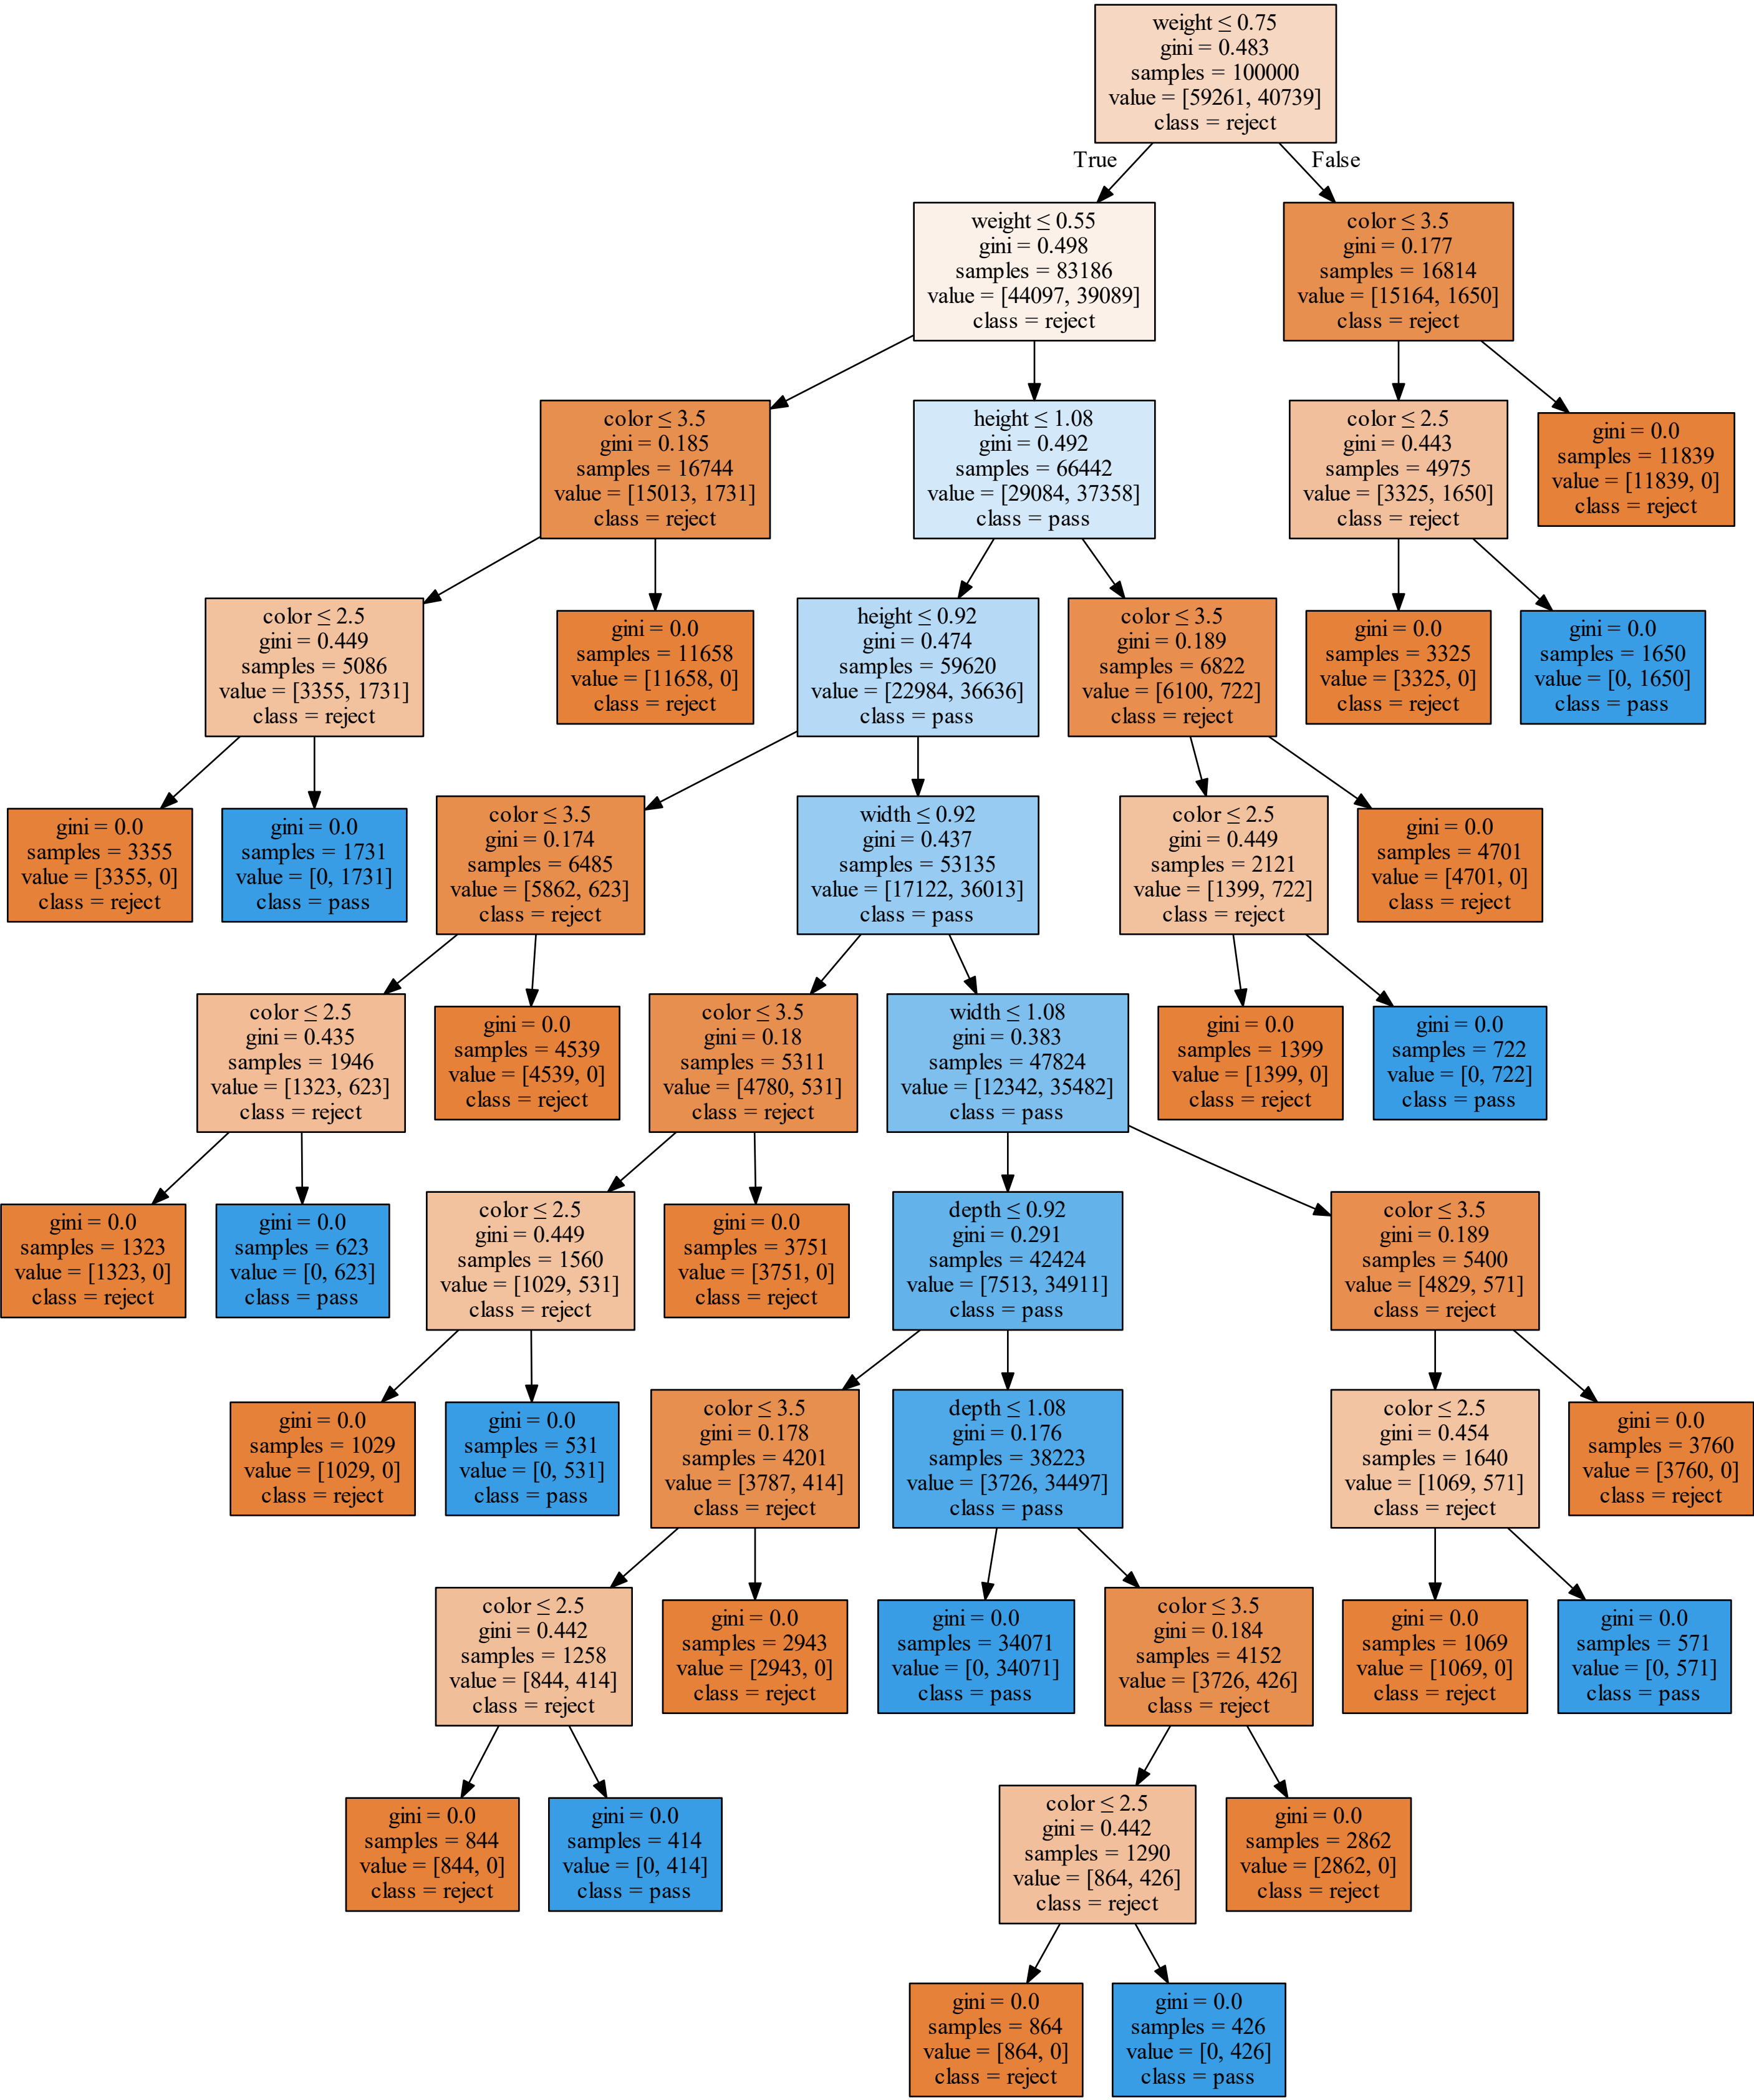 weight ≤ 0.75
gini = 0.483
samples = 100000
value = [59261, 40739]
class = reject
True
False
weight ≤ 0.55
gini = 0.498
samples = 83186
value = [44097, 39089]
class = reject
color ≤ 3.5
gini = 0.177
samples = 16814
value = [15164, 1650]
class = reject
color ≤ 3.5
gini = 0.185
samples = 16744
value = [15013, 1731]
class = reject
height ≤ 1.08
gini = 0.492
samples = 66442
value = [29084, 37358]
class = pass
color ≤ 2.5
gini = 0.443
samples = 4975
value = [3325, 1650]
class = reject
gini = 0.0
samples = 11839
value = [11839, 0]
class = reject
color ≤ 2.5
gini = 0.449
samples = 5086
value = [3355, 1731]
class = reject
gini = 0.0
samples = 11658
value = [11658, 0]
class = reject
height ≤ 0.92
gini = 0.474
samples = 59620
value = [22984, 36636]
class = pass
color ≤ 3.5
gini = 0.189
samples = 6822
value = [6100, 722]
class = reject
gini = 0.0
samples = 3325
value = [3325, 0]
class = reject
gini = 0.0
samples = 1650
value = [0, 1650]
class = pass
gini = 0.0
samples = 3355
value = [3355, 0]
class = reject
gini = 0.0
samples = 1731
value = [0, 1731]
class = pass
color ≤ 3.5
gini = 0.174
samples = 6485
value = [5862, 623]
class = reject
width ≤ 0.92
gini = 0.437
samples = 53135
value = [17122, 36013]
class = pass
color ≤ 2.5
gini = 0.449
samples = 2121
value = [1399, 722]
class = reject
gini = 0.0
samples = 4701
value = [4701, 0]
class = reject
color ≤ 2.5
gini = 0.435
samples = 1946
value = [1323, 623]
class = reject
gini = 0.0
samples = 4539
value = [4539, 0]
class = reject
color ≤ 3.5
gini = 0.18
samples = 5311
value = [4780, 531]
class = reject
width ≤ 1.08
gini = 0.383
samples = 47824
value = [12342, 35482]
class = pass
gini = 0.0
samples = 1399
value = [1399, 0]
class = reject
gini = 0.0
samples = 722
value = [0, 722]
class = pass
gini = 0.0
samples = 1323
value = [1323, 0]
class = reject
gini = 0.0
samples = 623
value = [0, 623]
class = pass
color ≤ 2.5
gini = 0.449
samples = 1560
value = [1029, 531]
class = reject
gini = 0.0
samples = 3751
value = [3751, 0]
class = reject
depth ≤ 0.92
gini = 0.291
samples = 42424
value = [7513, 34911]
class = pass
color ≤ 3.5
gini = 0.189
samples = 5400
value = [4829, 571]
class = reject
gini = 0.0
samples = 1029
value = [1029, 0]
class = reject
gini = 0.0
samples = 531
value = [0, 531]
class = pass
color ≤ 3.5
gini = 0.178
samples = 4201
value = [3787, 414]
class = reject
depth ≤ 1.08
gini = 0.176
samples = 38223
value = [3726, 34497]
class = pass
color ≤ 2.5
gini = 0.454
samples = 1640
value = [1069, 571]
class = reject
gini = 0.0
samples = 3760
value = [3760, 0]
class = reject
color ≤ 2.5
gini = 0.442
samples = 1258
value = [844, 414]
class = reject
gini = 0.0
samples = 2943
value = [2943, 0]
class = reject
gini = 0.0
samples = 34071
value = [0, 34071]
class = pass
color ≤ 3.5
gini = 0.184
samples = 4152
value = [3726, 426]
class = reject
gini = 0.0
samples = 1069
value = [1069, 0]
class = reject
gini = 0.0
samples = 571
value = [0, 571]
class = pass
gini = 0.0
samples = 844
value = [844, 0]
class = reject
gini = 0.0
samples = 414
value = [0, 414]
class = pass
color ≤ 2.5
gini = 0.442
samples = 1290
value = [864, 426]
class = reject
gini = 0.0
samples = 2862
value = [2862, 0]
class = reject
gini = 0.0
samples = 864
value = [864, 0]
class = reject
gini = 0.0
samples = 426
value = [0, 426]
class = pass